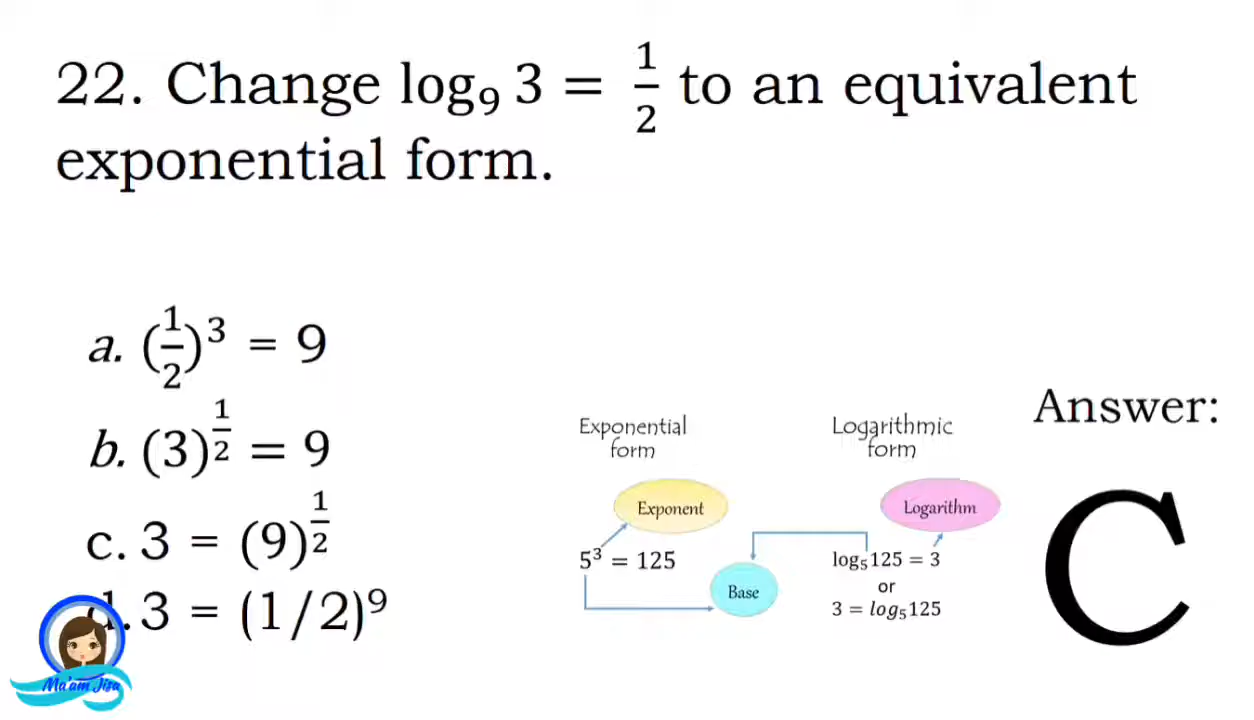 22. Change log₉ 3 = 1/2 to an equivalent
exponential form.
a. (1/2)³ = 9
b. (3)^(1/2) = 9
c. 3 = (9)^(1/2)
d. 3 = (1/2)⁹
Exponential
form
Exponent
5³ = 125
Base
Logarithmic
form
Logarithm
log₅125 = 3
or
3 = log₅125
Answer:
C
Ma'am Jisa